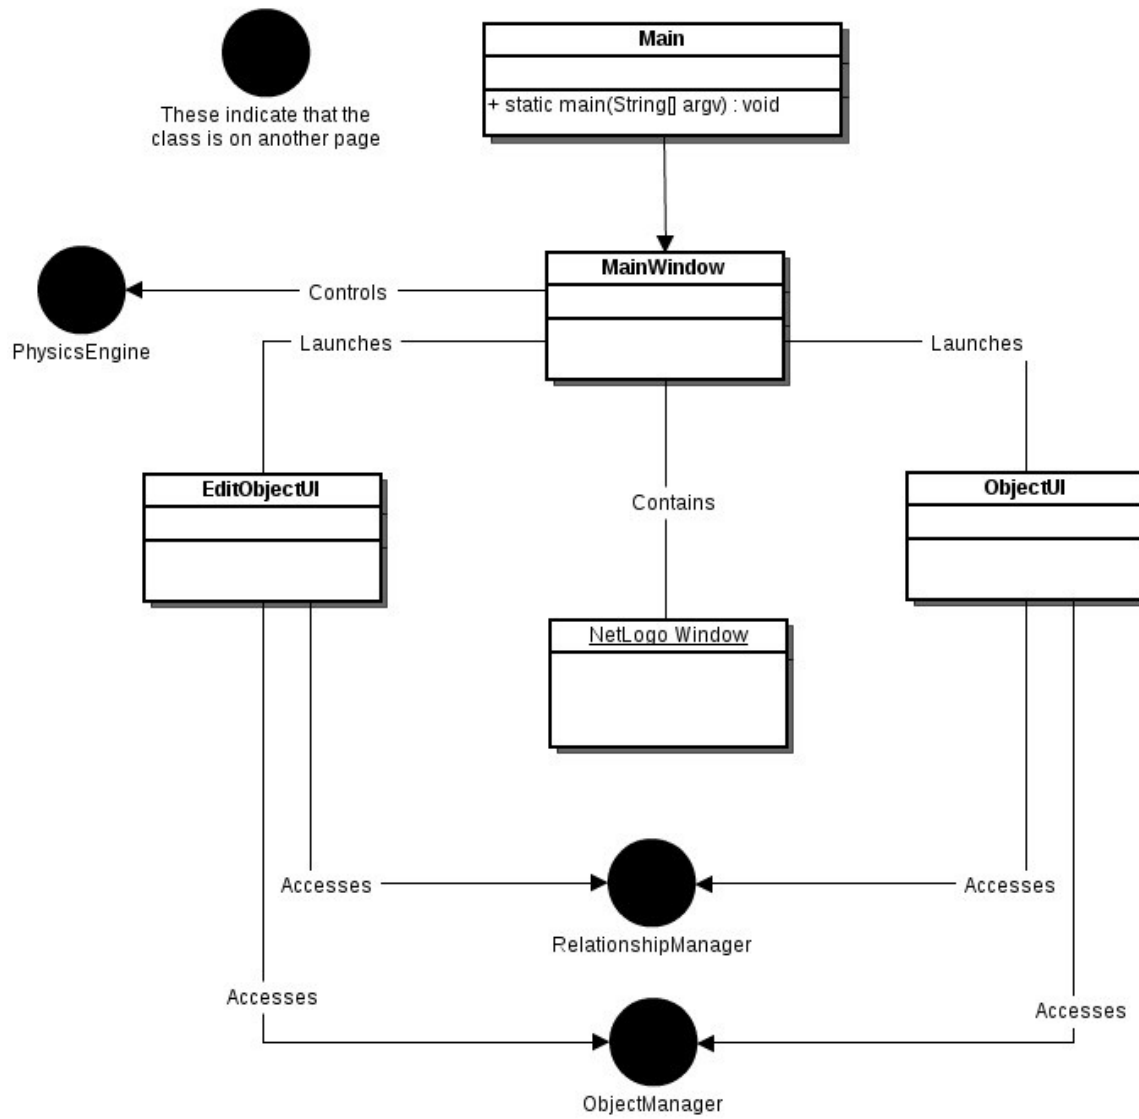 Main
+ static main(String[] argv) : void
These indicate that the
class is on another page
MainWindow
Controls
PhysicsEngine
Launches
Launches
EditObjectUI
ObjectUI
Contains
NetLogo Window
Accesses
Accesses
RelationshipManager
Accesses
Accesses
ObjectManager